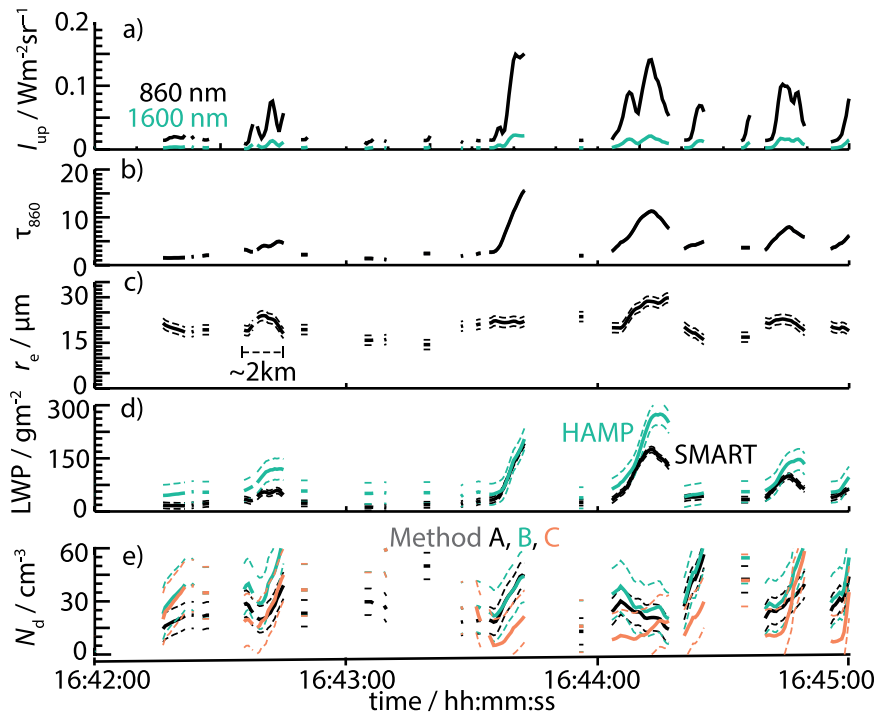 a)
0.2
0.1
0
I_up / Wm⁻²sr⁻¹
860 nm
1600 nm
b)
20
10
0
τ₈₆₀
c)
30
15
0
r_e / μm
~2km
d)
300
150
0
LWP / gm⁻²
HAMP
SMART
Method A, B, C
e)
60
30
0
N_d / cm⁻³
16:42:00 16:43:00 16:44:00 16:45:00
time / hh:mm:ss